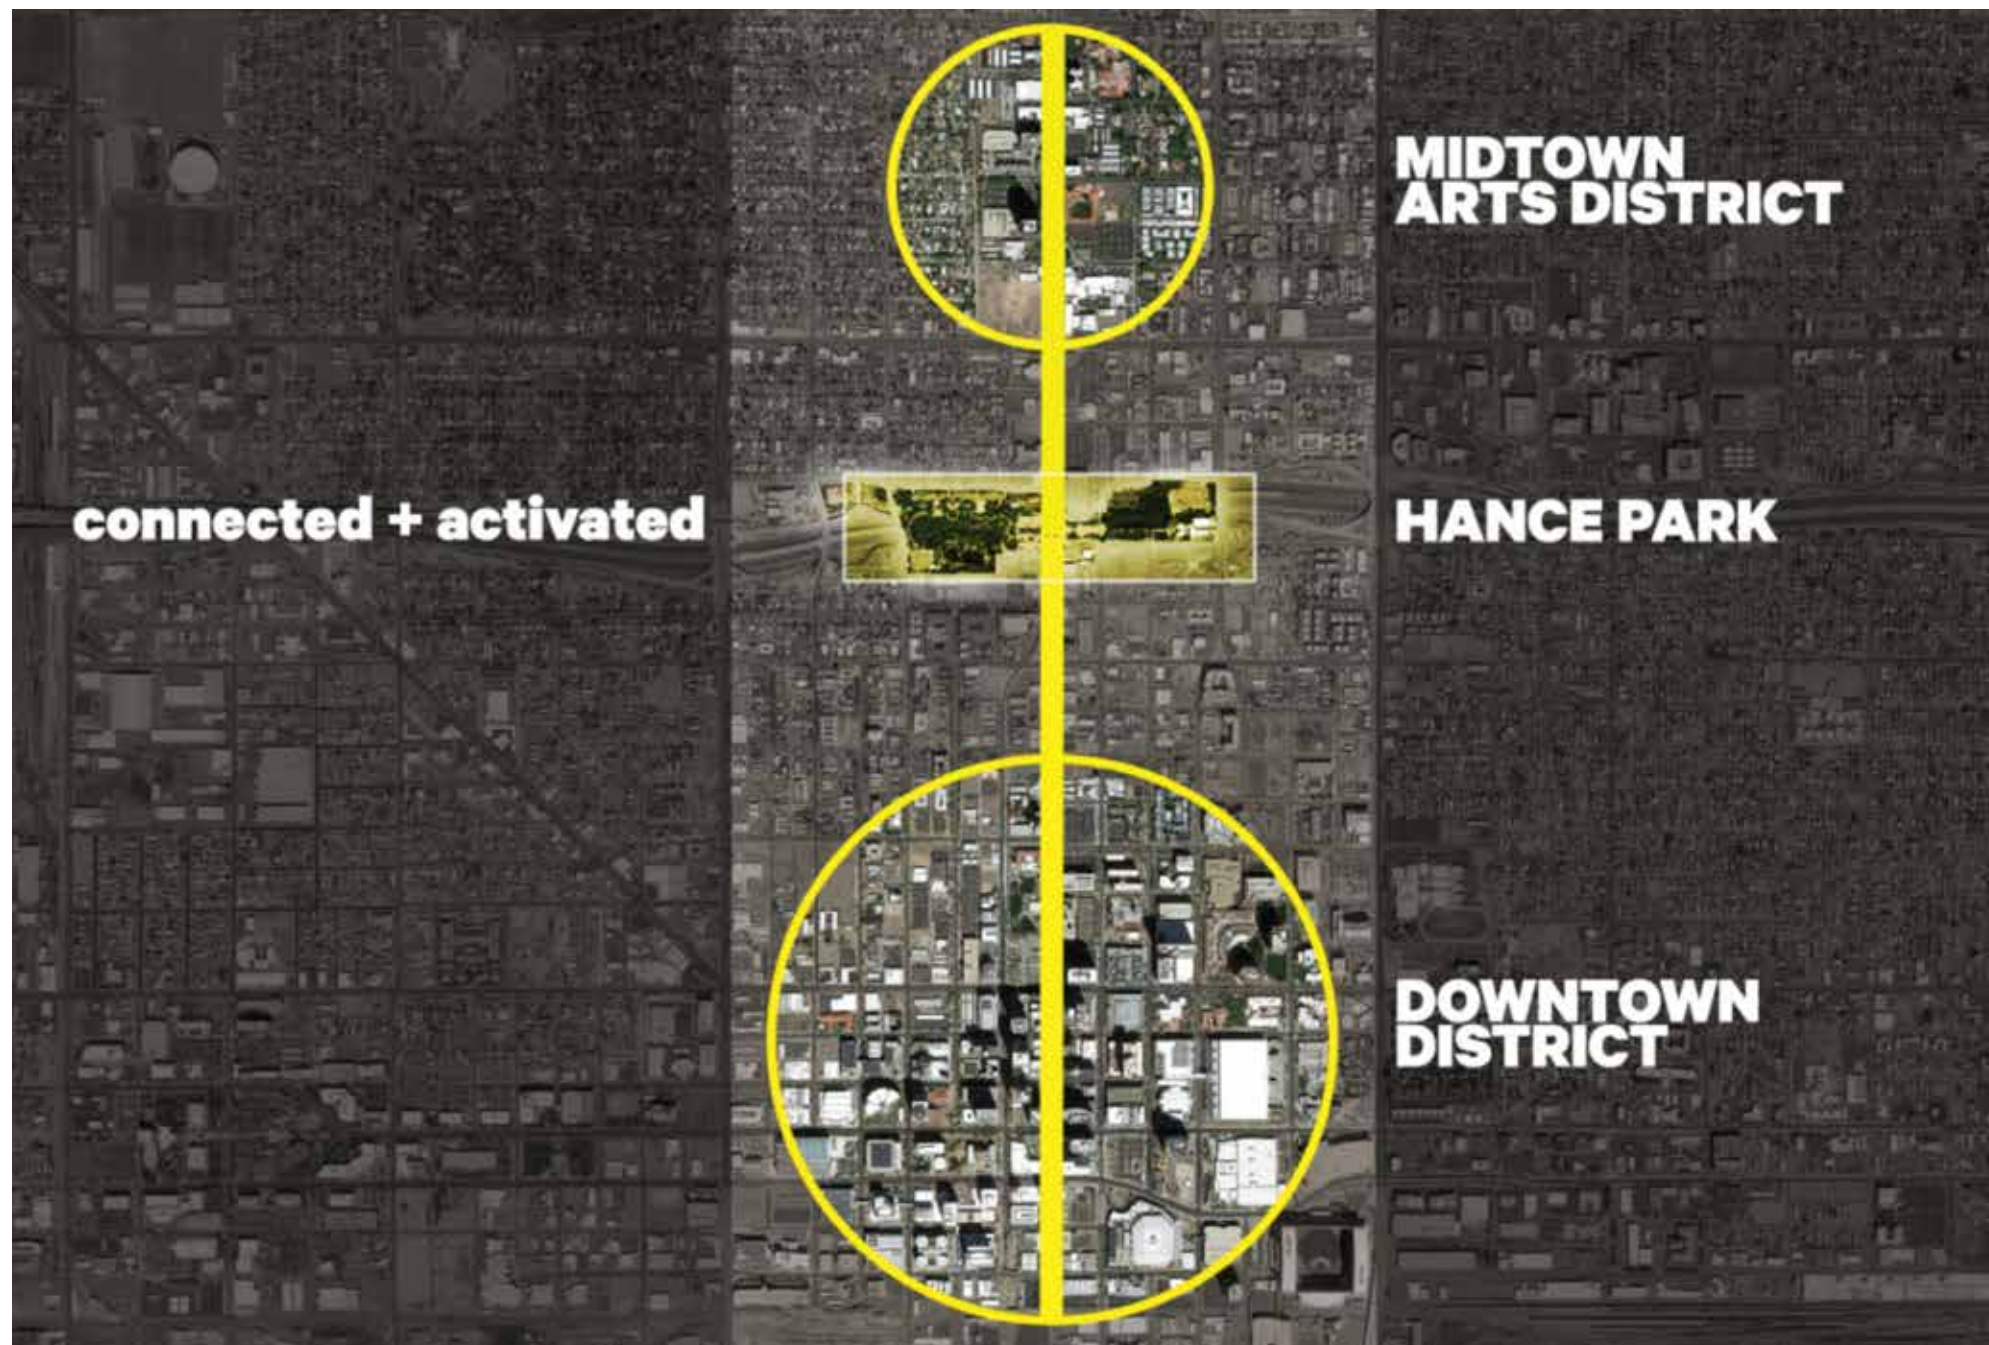 MIDTOWN
ARTS DISTRICT
connected + activated
HANCE PARK
DOWNTOWN
DISTRICT